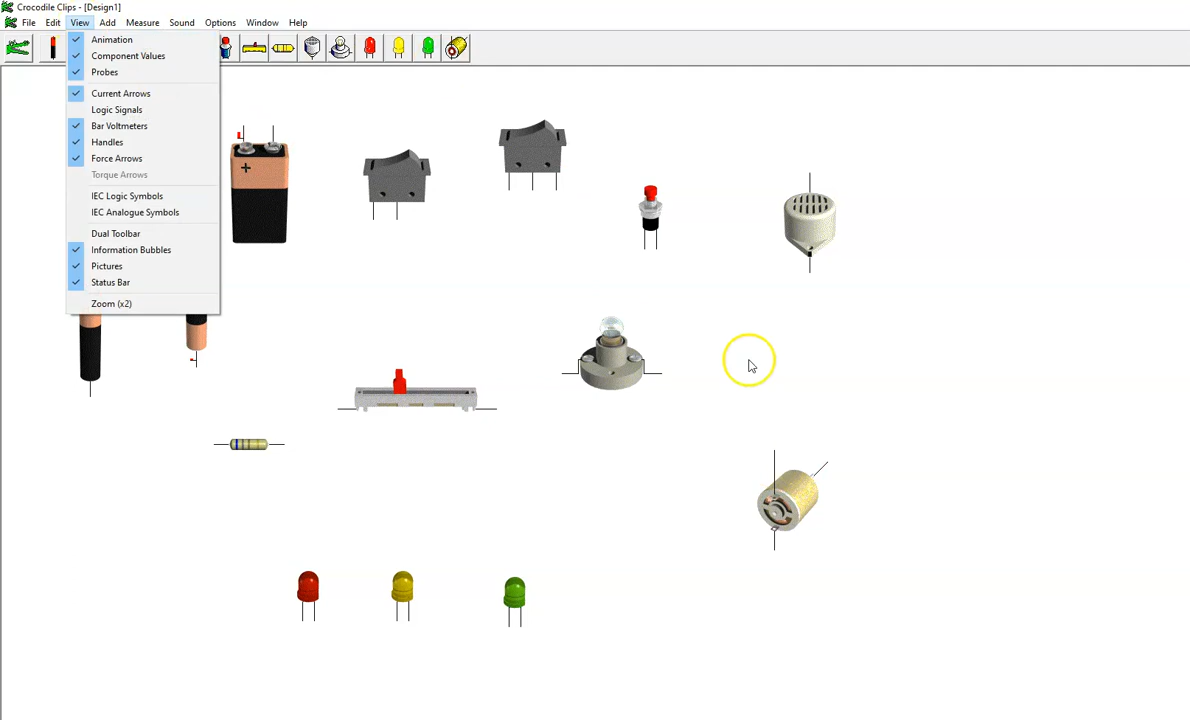 Crocodile Clips - [Design1]
File Edit View Add Measure Sound Options Window Help
Animation
Component Values
Probes
Current Arrows
Logic Signals
Bar Voltmeters
Handles
Force Arrows
Torque Arrows
IEC Logic Symbols
IEC Analogue Symbols
Dual Toolbar
Information Bubbles
Pictures
Status Bar
Zoom (x2)
+